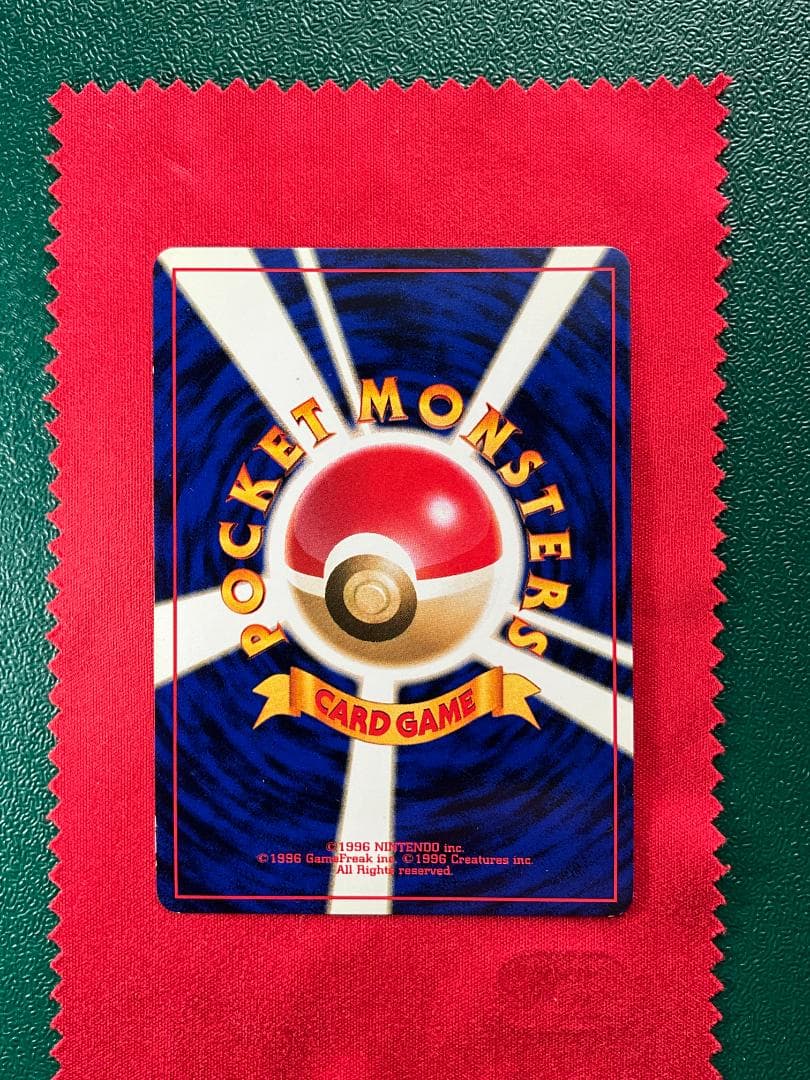 POCKET MONSTERS
CARD GAME
©1996 NINTENDO inc.
©1996 GameFreak inc. ©1996 Creatures inc.
All Rights reserved.